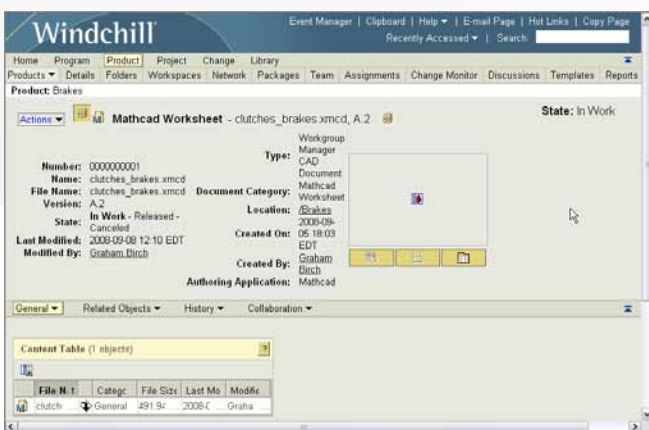 Windchill
Event Manager | Clipboard | Help | E-mail Page | Hot Links | Copy Page
Recently Accessed | Search:
Home Program Product Project Change Library
Products Details Folders Workspaces Network Packages Team Assignments Change Monitor Discussions Templates Reports
Product: Brakes
Actions Mathcad Worksheet - clutches_brakes.xmcd, A.2
State: In Work
Number: 0000000001
Name: clutches_brakes.xmcd
File Name: clutches_brakes.xmcd
Version: A.2
State: In Work - Released -
Canceled
Last Modified: 2008-09-08 12:10 EDT
Modified By: Graham Birch
Type: Workgroup
Manager
CAD
Document
Document Category: Mathcad
Worksheet
Location: /Brakes
Created On: 2008-09-
05 18:03
EDT
Created By: Graham
Birch
Authoring Application: Mathcad
General Related Objects History Collaboration
Content Table (1 objects)
File N Categc File Size Last Mo Modific
clutch ... General 491.94 ... 2008-0 ... Graha ...